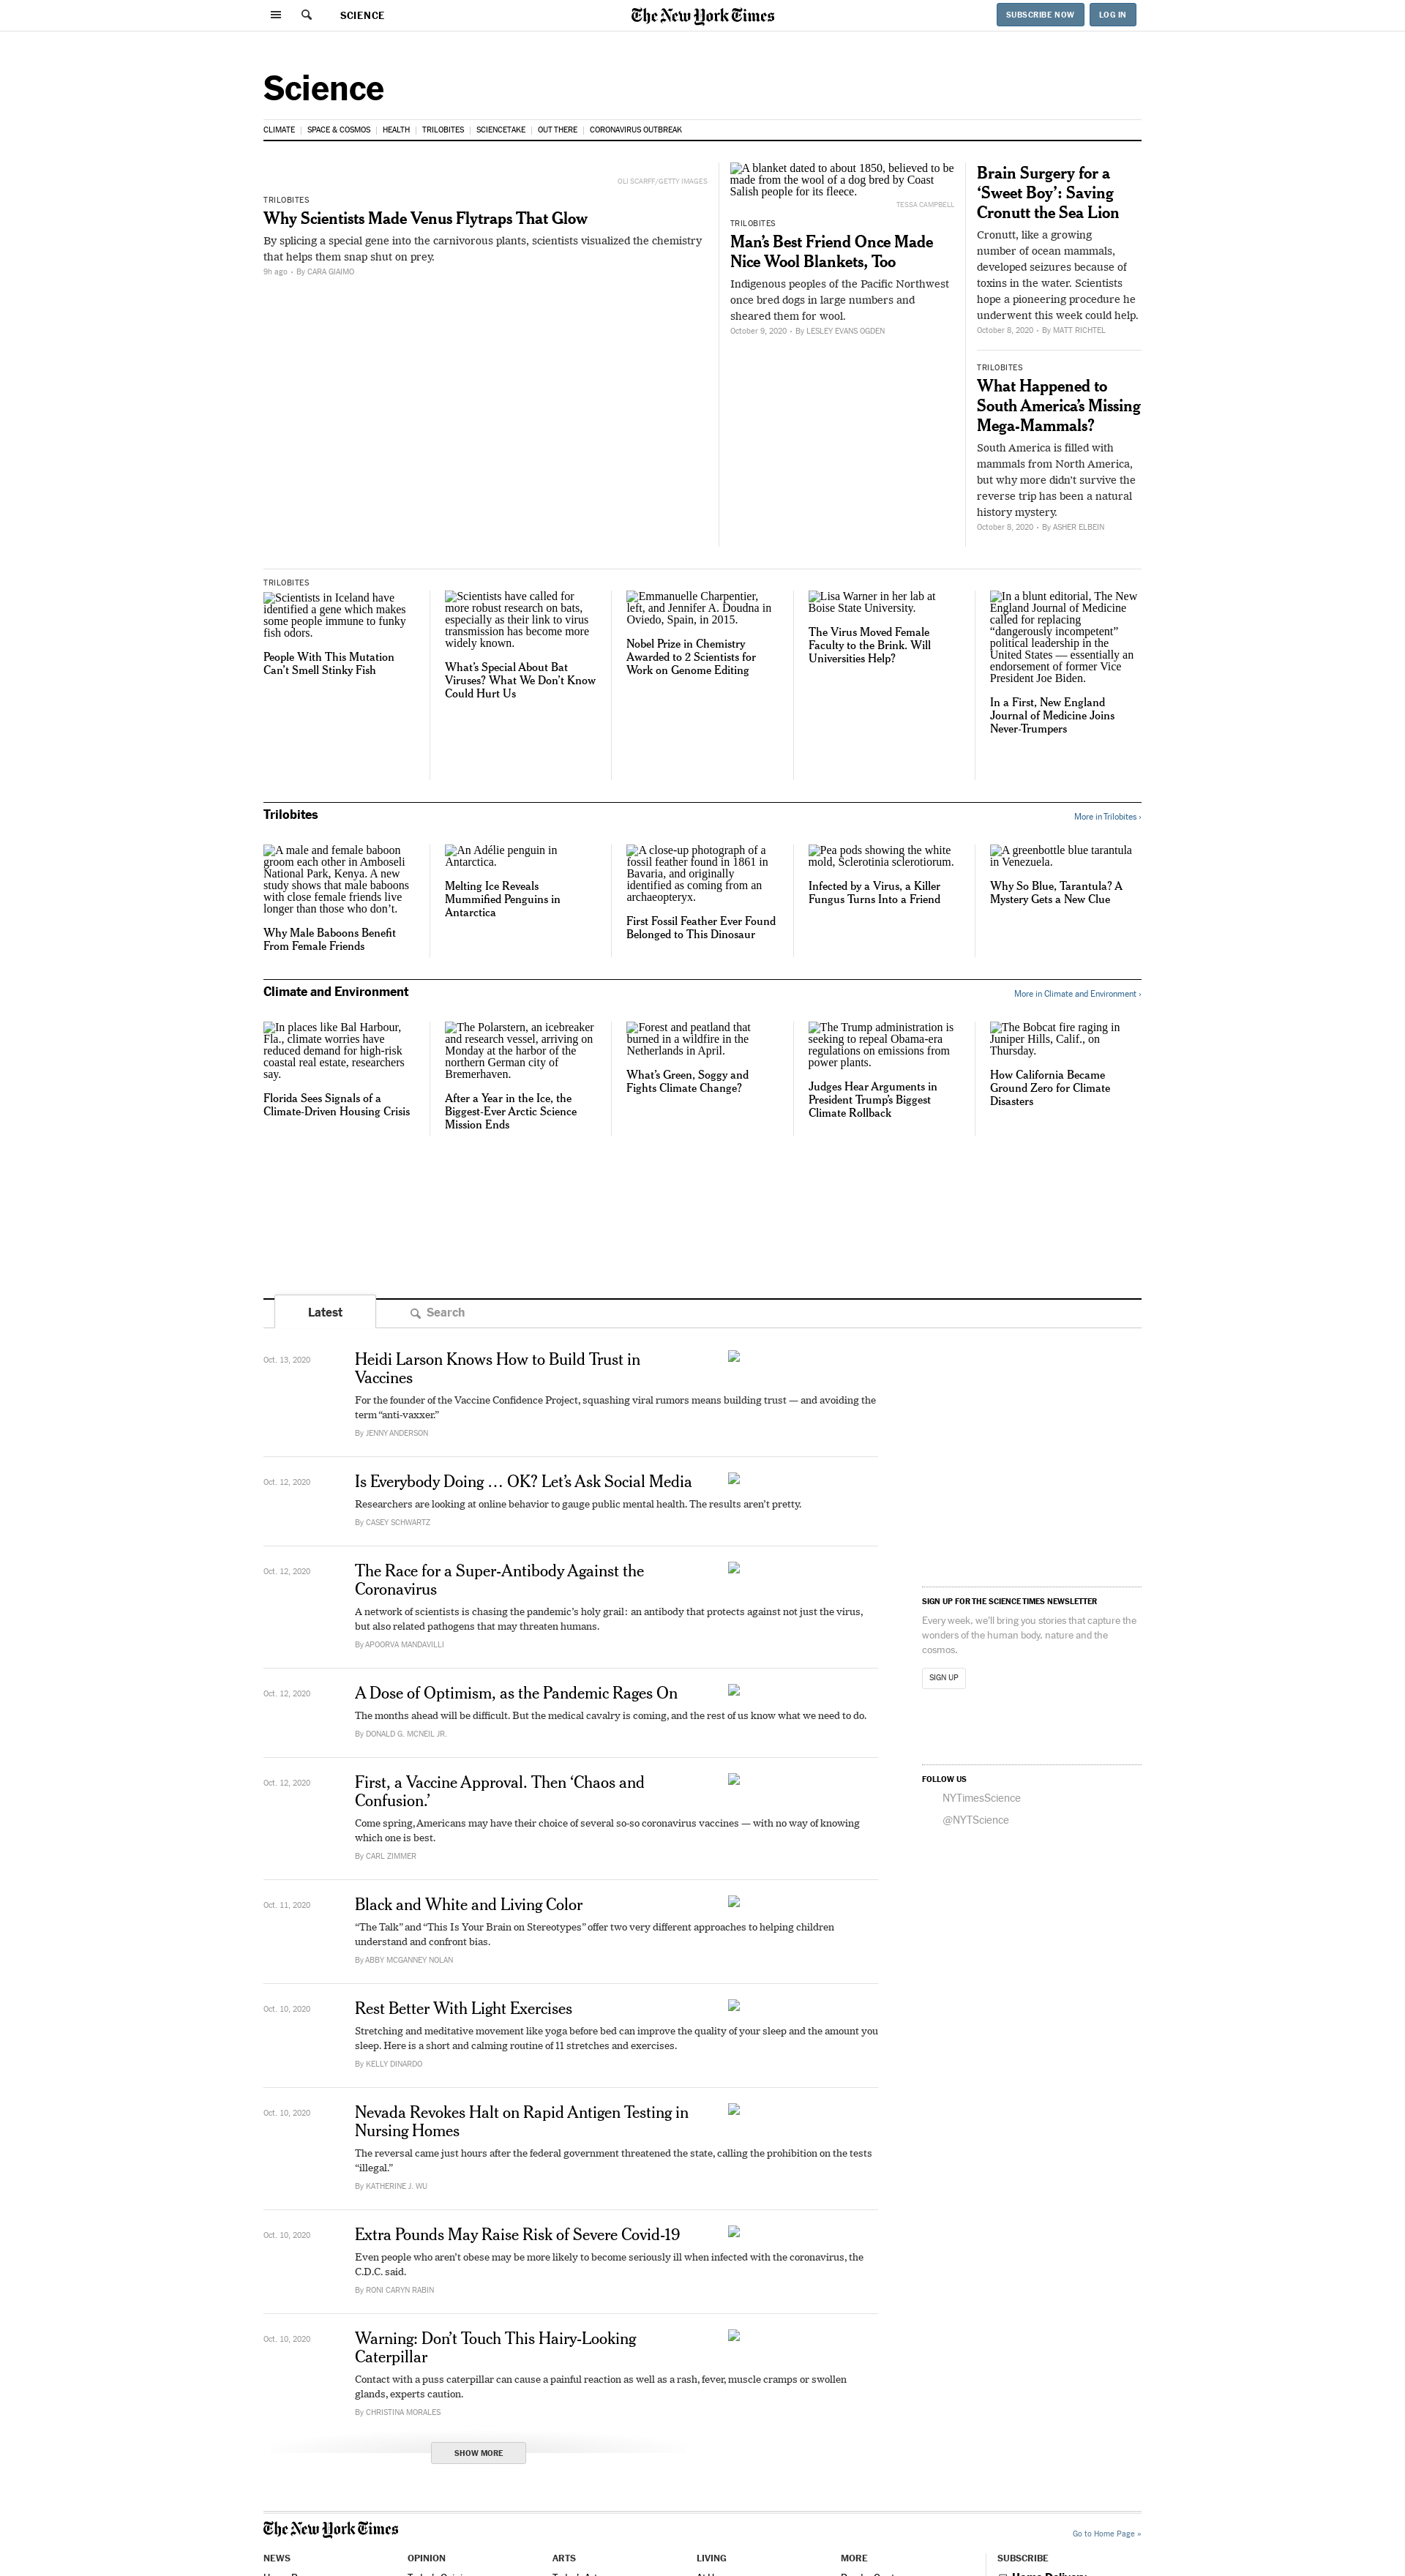 SCIENCE
The New York Times
SUBSCRIBE NOW
LOG IN
Science
CLIMATE
SPACE & COSMOS
HEALTH
TRILOBITES
SCIENCETAKE
OUT THERE
CORONAVIRUS OUTBREAK
OLI SCARFF/GETTY IMAGES
TRILOBITES
Why Scientists Made Venus Flytraps That Glow
By splicing a special gene into the carnivorous plants, scientists visualized the chemistry
that helps them snap shut on prey.
9h ago • By CARA GIAIMO
A blanket dated to about 1850, believed to be
made from the wool of a dog bred by Coast
Salish people for its fleece.
TESSA CAMPBELL
TRILOBITES
Man’s Best Friend Once Made
Nice Wool Blankets, Too
Indigenous peoples of the Pacific Northwest
once bred dogs in large numbers and
sheared them for wool.
October 9, 2020 • By LESLEY EVANS OGDEN
Brain Surgery for a
‘Sweet Boy’: Saving
Cronutt the Sea Lion
Cronutt, like a growing
number of ocean mammals,
developed seizures because of
toxins in the water. Scientists
hope a pioneering procedure he
underwent this week could help.
October 8, 2020 • By MATT RICHTEL
TRILOBITES
What Happened to
South America’s Missing
Mega-Mammals?
South America is filled with
mammals from North America,
but why more didn’t survive the
reverse trip has been a natural
history mystery.
October 8, 2020 • By ASHER ELBEIN
TRILOBITES
Scientists in Iceland have
identified a gene which makes
some people immune to funky
fish odors.
People With This Mutation
Can’t Smell Stinky Fish
Scientists have called for
more robust research on bats,
especially as their link to virus
transmission has become more
widely known.
What’s Special About Bat
Viruses? What We Don’t Know
Could Hurt Us
Emmanuelle Charpentier,
left, and Jennifer A. Doudna in
Oviedo, Spain, in 2015.
Nobel Prize in Chemistry
Awarded to 2 Scientists for
Work on Genome Editing
Lisa Warner in her lab at
Boise State University.
The Virus Moved Female
Faculty to the Brink. Will
Universities Help?
In a blunt editorial, The New
England Journal of Medicine
called for replacing
“dangerously incompetent”
political leadership in the
United States — essentially an
endorsement of former Vice
President Joe Biden.
In a First, New England
Journal of Medicine Joins
Never-Trumpers
Trilobites
More in Trilobites ›
A male and female baboon
groom each other in Amboseli
National Park, Kenya. A new
study shows that male baboons
with close female friends live
longer than those who don’t.
Why Male Baboons Benefit
From Female Friends
An Adélie penguin in
Antarctica.
Melting Ice Reveals
Mummified Penguins in
Antarctica
A close-up photograph of a
fossil feather found in 1861 in
Bavaria, and originally
identified as coming from an
archaeopteryx.
First Fossil Feather Ever Found
Belonged to This Dinosaur
Pea pods showing the white
mold, Sclerotinia sclerotiorum.
Infected by a Virus, a Killer
Fungus Turns Into a Friend
A greenbottle blue tarantula
in Venezuela.
Why So Blue, Tarantula? A
Mystery Gets a New Clue
Climate and Environment
More in Climate and Environment ›
In places like Bal Harbour,
Fla., climate worries have
reduced demand for high-risk
coastal real estate, researchers
say.
Florida Sees Signals of a
Climate-Driven Housing Crisis
The Polarstern, an icebreaker
and research vessel, arriving on
Monday at the harbor of the
northern German city of
Bremerhaven.
After a Year in the Ice, the
Biggest-Ever Arctic Science
Mission Ends
Forest and peatland that
burned in a wildfire in the
Netherlands in April.
What’s Green, Soggy and
Fights Climate Change?
The Trump administration is
seeking to repeal Obama-era
regulations on emissions from
power plants.
Judges Hear Arguments in
President Trump’s Biggest
Climate Rollback
The Bobcat fire raging in
Juniper Hills, Calif., on
Thursday.
How California Became
Ground Zero for Climate
Disasters
Latest
Search
Oct. 13, 2020
Heidi Larson Knows How to Build Trust in
Vaccines
For the founder of the Vaccine Confidence Project, squashing viral rumors means building trust — and avoiding the
term “anti-vaxxer.”
By JENNY ANDERSON
Oct. 12, 2020
Is Everybody Doing … OK? Let’s Ask Social Media
Researchers are looking at online behavior to gauge public mental health. The results aren’t pretty.
By CASEY SCHWARTZ
Oct. 12, 2020
The Race for a Super-Antibody Against the
Coronavirus
A network of scientists is chasing the pandemic’s holy grail: an antibody that protects against not just the virus,
but also related pathogens that may threaten humans.
By APOORVA MANDAVILLI
Oct. 12, 2020
A Dose of Optimism, as the Pandemic Rages On
The months ahead will be difficult. But the medical cavalry is coming, and the rest of us know what we need to do.
By DONALD G. MCNEIL JR.
Oct. 12, 2020
First, a Vaccine Approval. Then ‘Chaos and
Confusion.’
Come spring, Americans may have their choice of several so-so coronavirus vaccines — with no way of knowing
which one is best.
By CARL ZIMMER
Oct. 11, 2020
Black and White and Living Color
“The Talk” and “This Is Your Brain on Stereotypes” offer two very different approaches to helping children
understand and confront bias.
By ABBY MCGANNEY NOLAN
Oct. 10, 2020
Rest Better With Light Exercises
Stretching and meditative movement like yoga before bed can improve the quality of your sleep and the amount you
sleep. Here is a short and calming routine of 11 stretches and exercises.
By KELLY DINARDO
Oct. 10, 2020
Nevada Revokes Halt on Rapid Antigen Testing in
Nursing Homes
The reversal came just hours after the federal government threatened the state, calling the prohibition on the tests
“illegal.”
By KATHERINE J. WU
Oct. 10, 2020
Extra Pounds May Raise Risk of Severe Covid-19
Even people who aren’t obese may be more likely to become seriously ill when infected with the coronavirus, the
C.D.C. said.
By RONI CARYN RABIN
Oct. 10, 2020
Warning: Don’t Touch This Hairy-Looking
Caterpillar
Contact with a puss caterpillar can cause a painful reaction as well as a rash, fever, muscle cramps or swollen
glands, experts caution.
By CHRISTINA MORALES
SHOW MORE
SIGN UP FOR THE SCIENCE TIMES NEWSLETTER
Every week, we’ll bring you stories that capture the
wonders of the human body, nature and the
cosmos.
SIGN UP
FOLLOW US
NYTimesScience
@NYTScience
The New York Times
Go to Home Page »
NEWS
OPINION
ARTS
LIVING
MORE
SUBSCRIBE